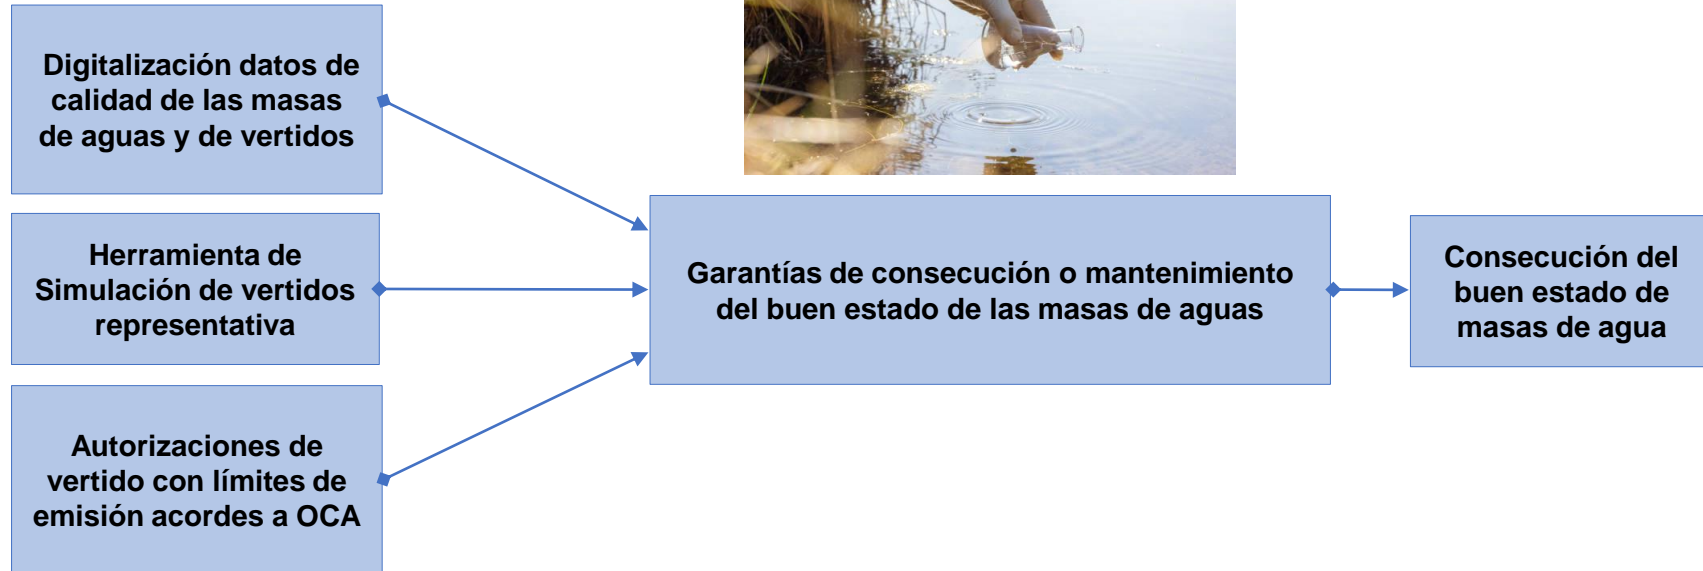 Digitalización datos de
calidad de las masas
de aguas y de vertidos
Herramienta de
Simulación de vertidos
representativa
Autorizaciones de
vertido con límites de
emisión acordes a OCA
Garantías de consecución o mantenimiento
del buen estado de las masas de aguas
Consecución del
buen estado de
masas de agua